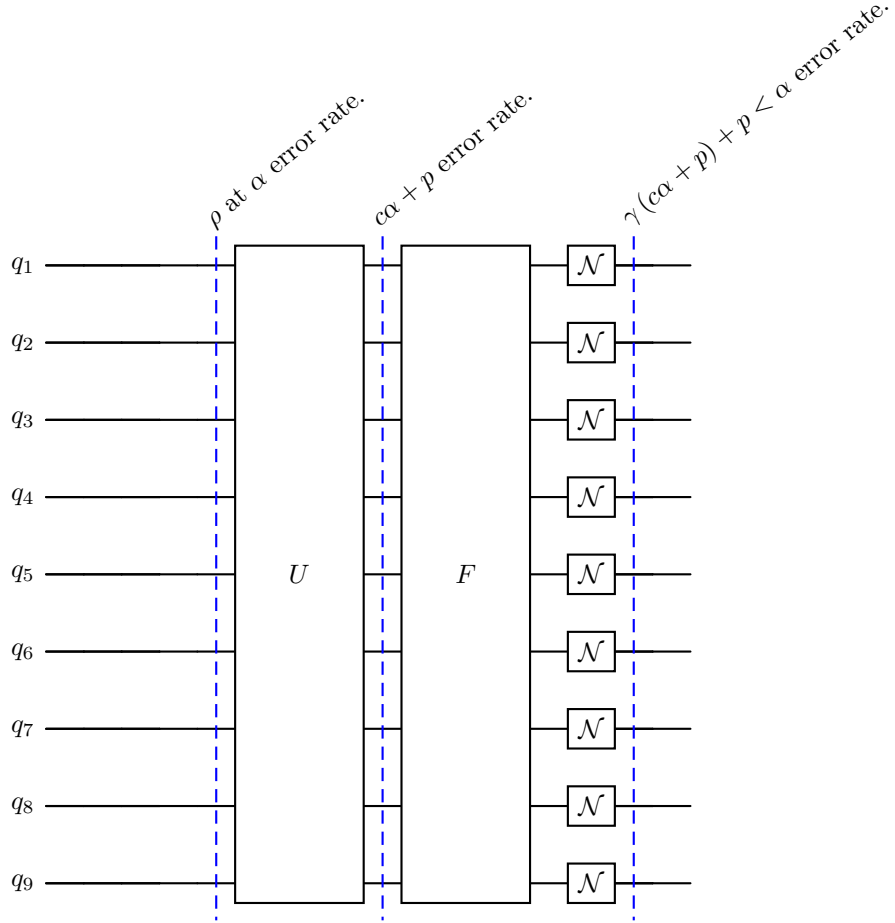 ρ at α error rate.
cα + p error rate.
γ (cα + p) + p < α error rate.
q₁ 𝒩
q₂ 𝒩
q₃ 𝒩
q₄ 𝒩
q₅ U F 𝒩
q₆ 𝒩
q₇ 𝒩
q₈ 𝒩
q₉ 𝒩